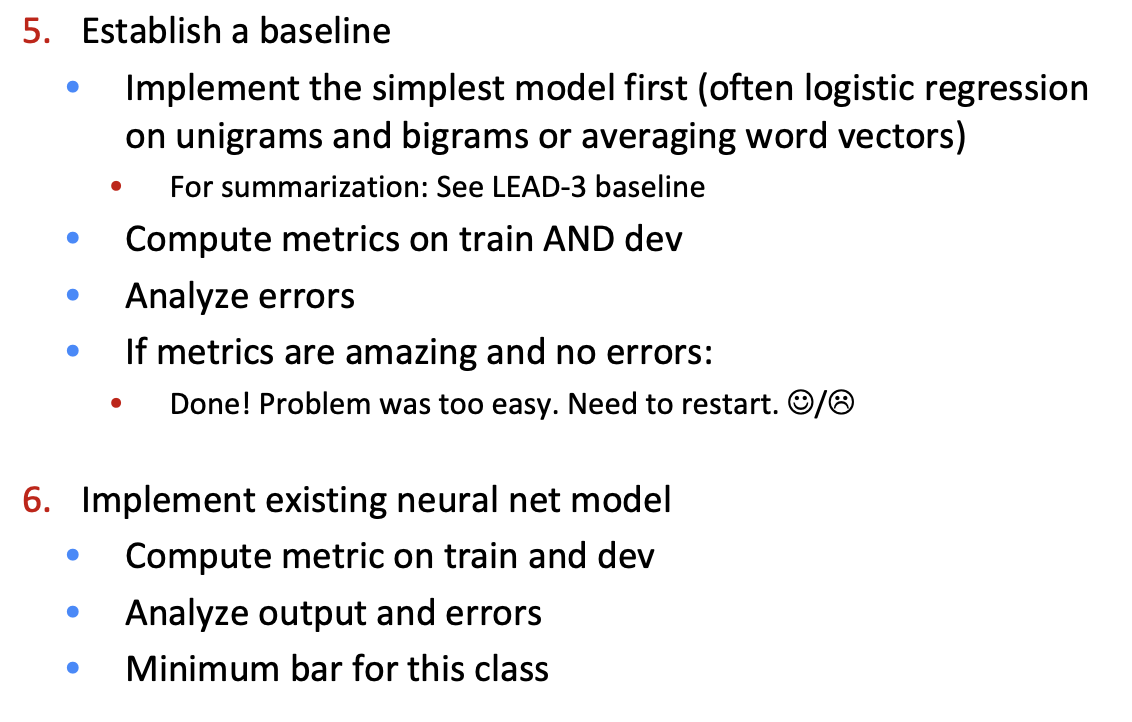 5. Establish a baseline
• Implement the simplest model first (often logistic regression
on unigrams and bigrams or averaging word vectors)
• For summarization: See LEAD-3 baseline
• Compute metrics on train AND dev
• Analyze errors
• If metrics are amazing and no errors:
• Done! Problem was too easy. Need to restart. ☺/☹
6. Implement existing neural net model
• Compute metric on train and dev
• Analyze output and errors
• Minimum bar for this class